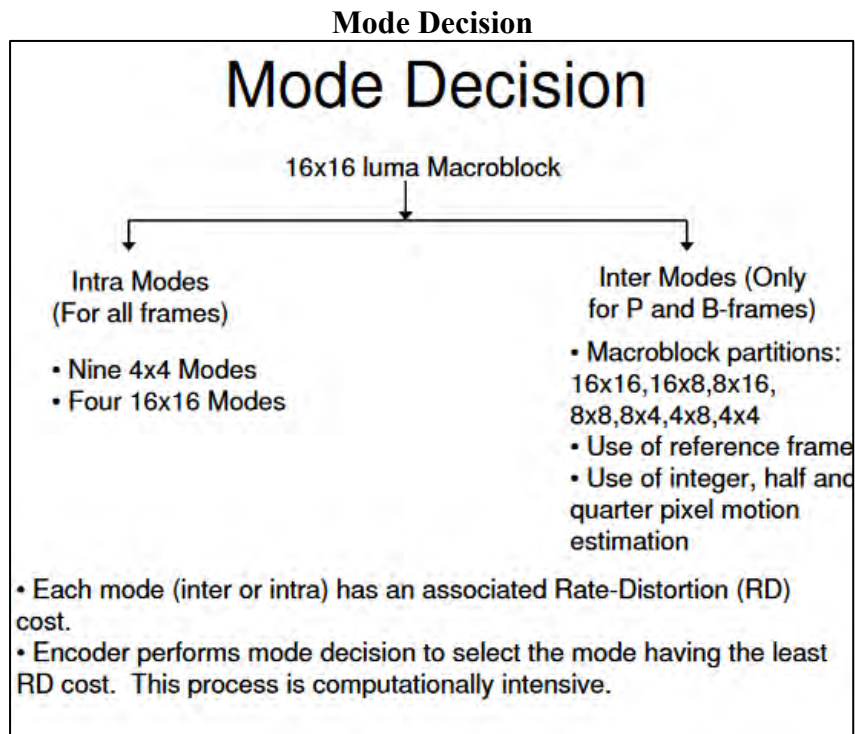 Mode Decision
Mode Decision
16x16 luma Macroblock
Intra Modes
(For all frames)
• Nine 4x4 Modes
• Four 16x16 Modes
Inter Modes (Only
for P and B-frames)
• Macroblock partitions:
16x16,16x8,8x16,
8x8,8x4,4x8,4x4
• Use of reference frame
• Use of integer, half and
quarter pixel motion
estimation
• Each mode (inter or intra) has an associated Rate-Distortion (RD)
cost.
• Encoder performs mode decision to select the mode having the least
RD cost. This process is computationally intensive.